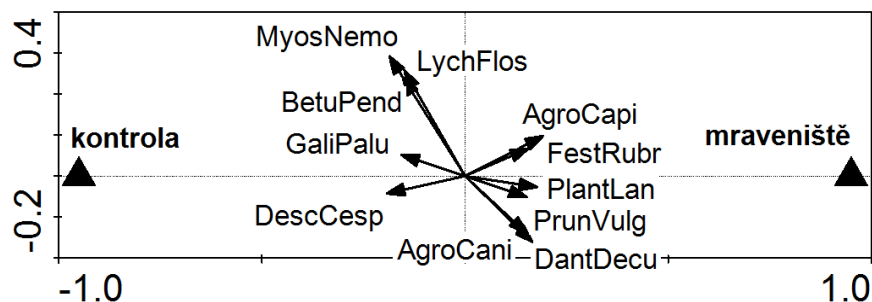 0.4
MyosNemo
LychFlos
BetuPend
AgroCapi
kontrola
mraveniště
GaliPalu
FestRubr
PlantLan
-0.2
DescCesp
PrunVulg
AgroCani
DantDecu
-1.0
1.0